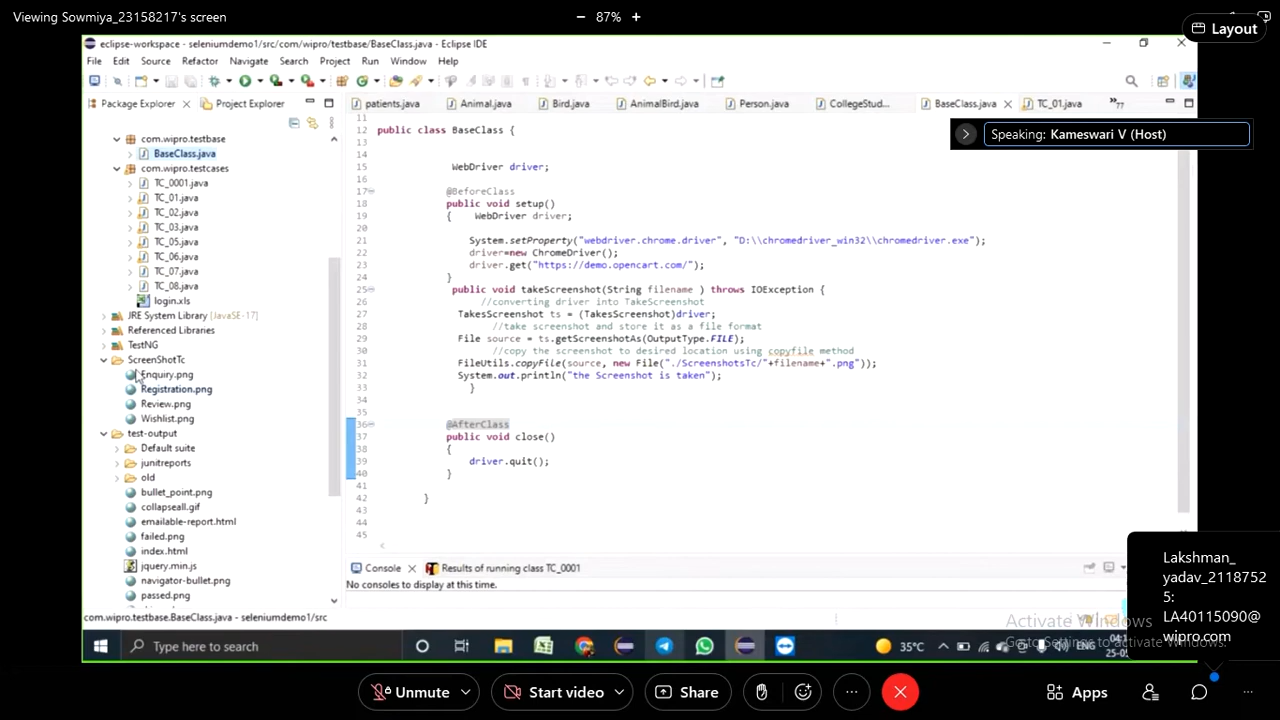 Viewing Sowmiya_23158217's screen
87%
Layout
eclipse-workspace - seleniumdemo1/src/com/wipro/testbase/BaseClass.java - Eclipse IDE
File Edit Source Refactor Navigate Search Project Run Window Help
Package Explorer
Project Explorer
patients.java
Animal.java
Bird.java
AnimalBird.java
Person.java
CollegeStud...
BaseClass.java
TC_01.java
77
Speaking: Kameswari V (Host)
com.wipro.testbase
BaseClass.java
com.wipro.testcases
TC_0001.java
TC_01.java
TC_02.java
TC_03.java
TC_05.java
TC_06.java
TC_07.java
TC_08.java
login.xls
JRE System Library [JavaSE-17]
Referenced Libraries
TestNG
ScreenShotTc
Enquiry.png
Registration.png
Review.png
Wishlist.png
test-output
Default suite
junitreports
old
bullet_point.png
collapseall.gif
emailable-report.html
failed.png
index.html
jquery.min.js
navigator-bullet.png
passed.png
11
12 public class BaseClass {
13
14
15 WebDriver driver;
16
17 @BeforeClass
18 public void setup()
19 { WebDriver driver;
20
21 System.setProperty("webdriver.chrome.driver", "D:\\chromedriver_win32\\chromedriver.exe");
22 driver=new ChromeDriver();
23 driver.get("https://demo.opencart.com/");
24 }
25 public void takeScreenshot(String filename ) throws IOException {
26 //converting driver into TakeScreenshot
27 TakesScreenshot ts = (TakesScreenshot)driver;
28 //take screenshot and store it as a file format
29 File source = ts.getScreenshotAs(OutputType.FILE);
30 //copy the screenshot to desired location using copyfile method
31 FileUtils.copyFile(source, new File("./ScreenshotsTc/"+filename+".png"));
32 System.out.println("the Screenshot is taken");
33 }
34
35
36 @AfterClass
37 public void close()
38 {
39 driver.quit();
40 }
41
42 }
43
44
45
Console
Results of running class TC_0001
No consoles to display at this time.
com.wipro.testbase.BaseClass.java - seleniumdemo1/src
Activate Windows
Go to Settings to activate Windows.
Lakshman_
yadav_2118752
5:
LA40115090@
wipro.com
Type here to search
35°C
ENG
Unmute
Start video
Share
Apps